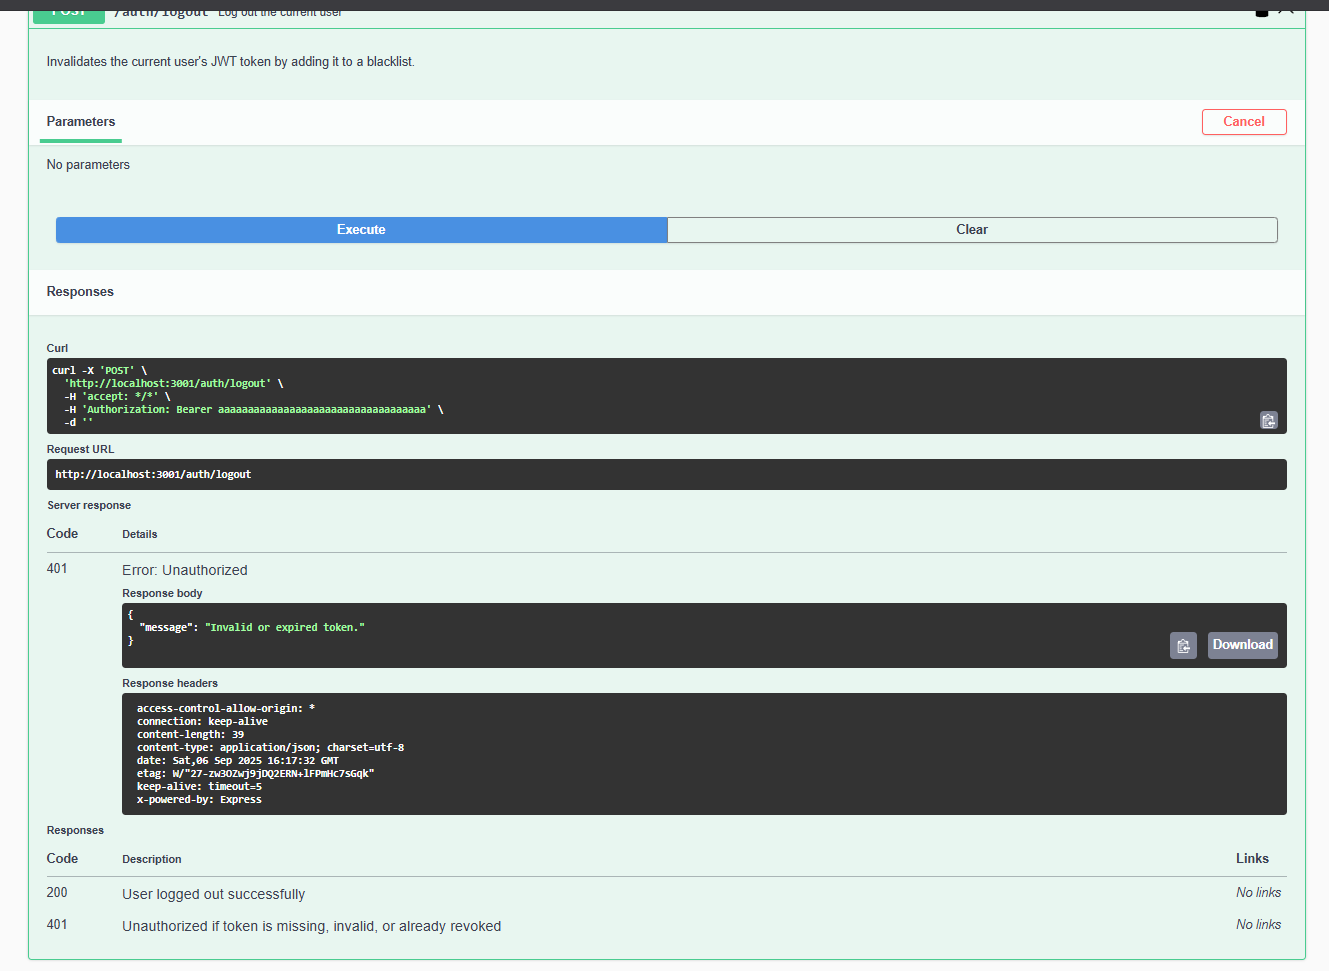 POST /auth/logout Log out the current user
Invalidates the current user's JWT token by adding it to a blacklist.
Parameters
Cancel
No parameters
Execute
Clear
Responses
Curl
curl -X 'POST' \
'http://localhost:3001/auth/logout' \
-H 'accept: */*' \
-H 'Authorization: Bearer aaaaaaaaaaaaaaaaaaaaaaaaaaaaaaaaaaa' \
-d ''
Request URL
http://localhost:3001/auth/logout
Server response
Code Details
401 Error: Unauthorized
Response body
{
"message": "Invalid or expired token."
}
Download
Response headers
access-control-allow-origin: *
connection: keep-alive
content-length: 39
content-type: application/json; charset=utf-8
date: Sat,06 Sep 2025 16:17:32 GMT
etag: W/"27-zw3OZwj9jDQ2ERN+lFPmHc7sGqk"
keep-alive: timeout=5
x-powered-by: Express
Responses
Code Description Links
200 User logged out successfully No links
401 Unauthorized if token is missing, invalid, or already revoked No links